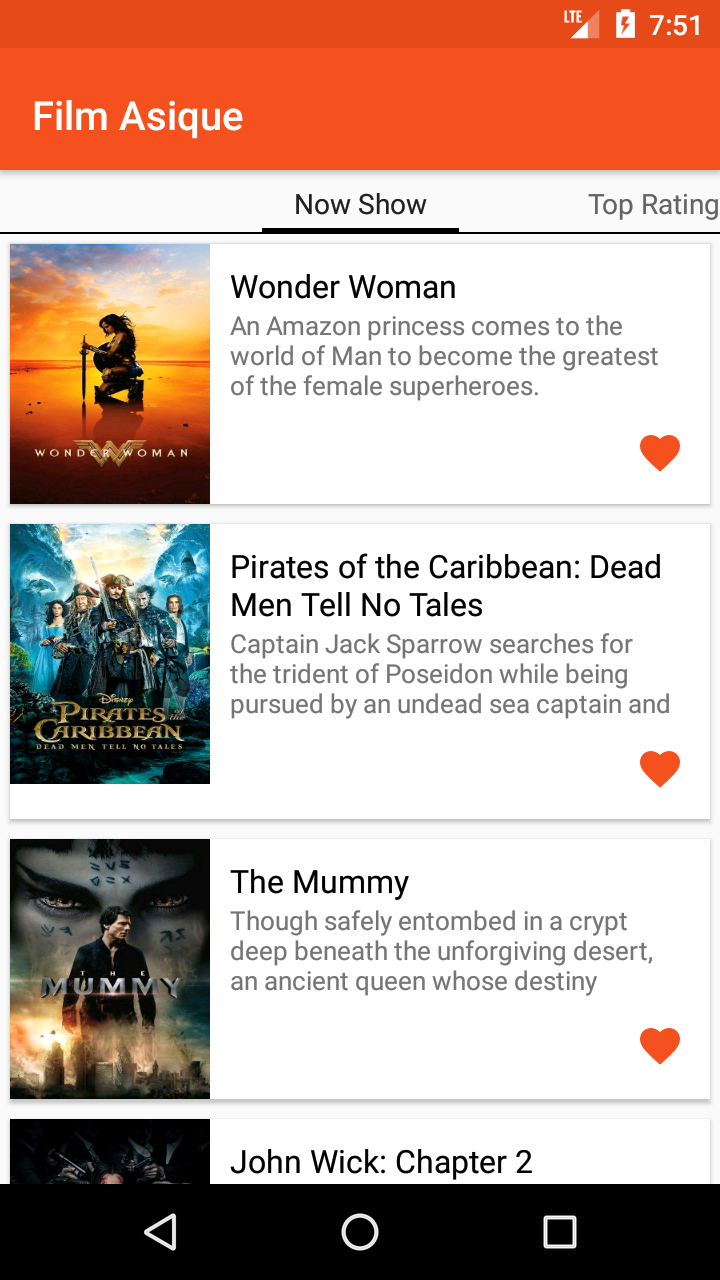 LTE 7:51
Film Asique
Now Show Top Rating
Wonder Woman
An Amazon princess comes to the
world of Man to become the greatest
of the female superheroes.
WONDER WOMAN
Pirates of the Caribbean: Dead
Men Tell No Tales
Captain Jack Sparrow searches for
the trident of Poseidon while being
pursued by an undead sea captain and
Disney
PIRATES of the
CARIBBEAN
DEAD MEN TELL NO TALES
The Mummy
Though safely entombed in a crypt
deep beneath the unforgiving desert,
an ancient queen whose destiny
THE
MUMMY
John Wick: Chapter 2